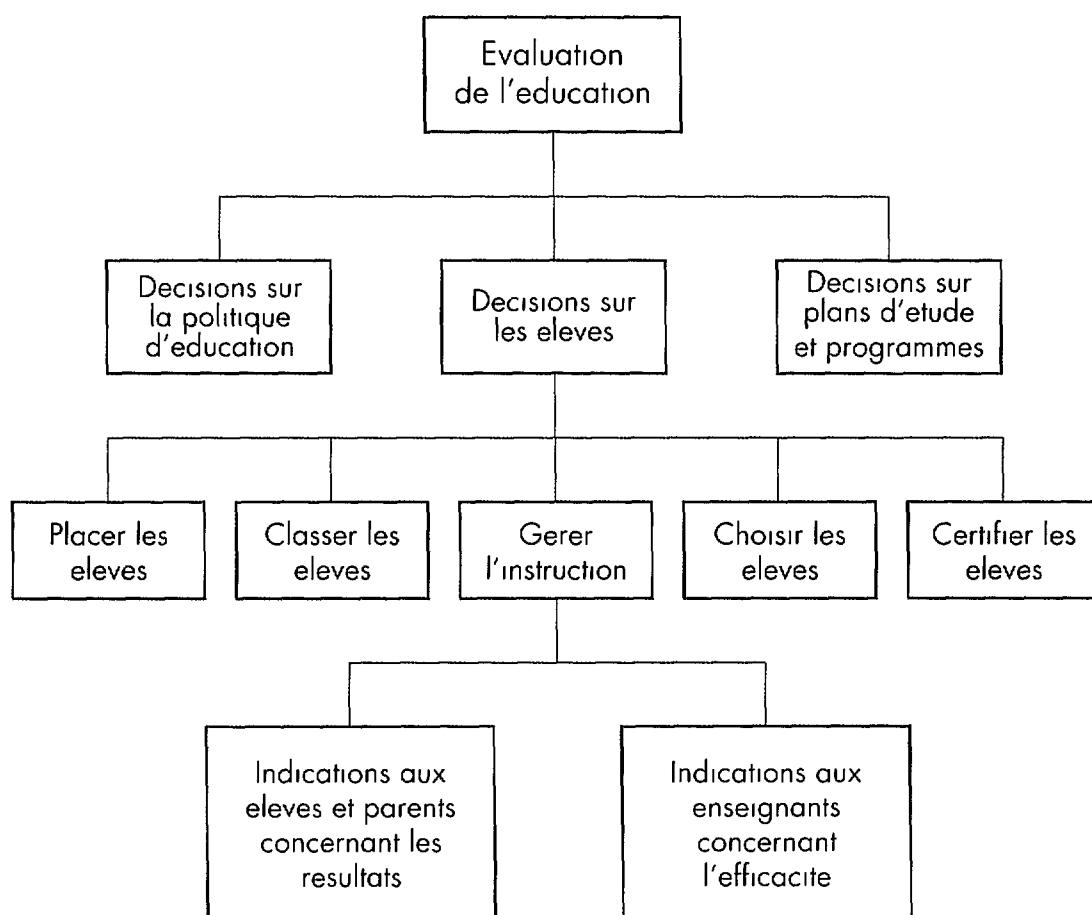 Evaluation
de l'education
Decisions sur
la politique
d'education
Decisions sur
les eleves
Decisions sur
plans d'etude
et programmes
Placer les
eleves
Classer les
eleves
Gerer
l'instruction
Choisir les
eleves
Certifier les
eleves
Indications aux
eleves et parents
concernant les
resultats
Indications aux
enseignants
concernant
l'efficacite